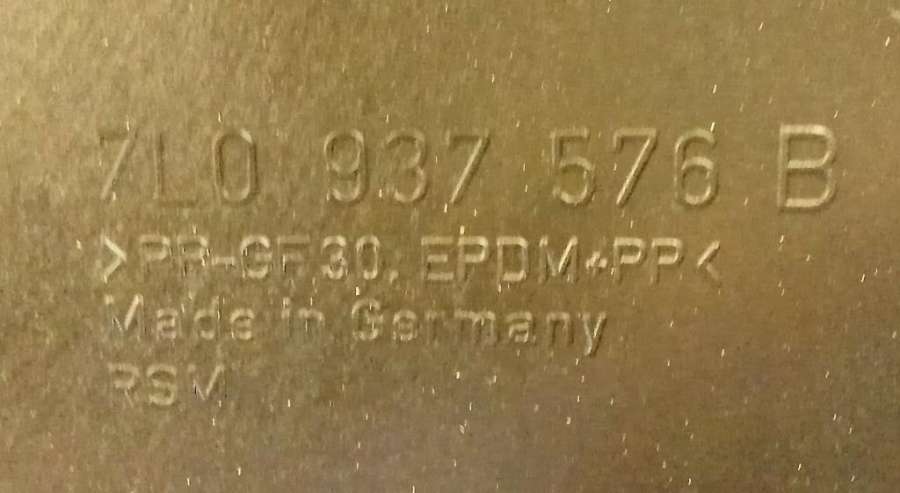 7L0 937 576 B
>PP-GF30, EPDM+PP<
Made in Germany
RSM